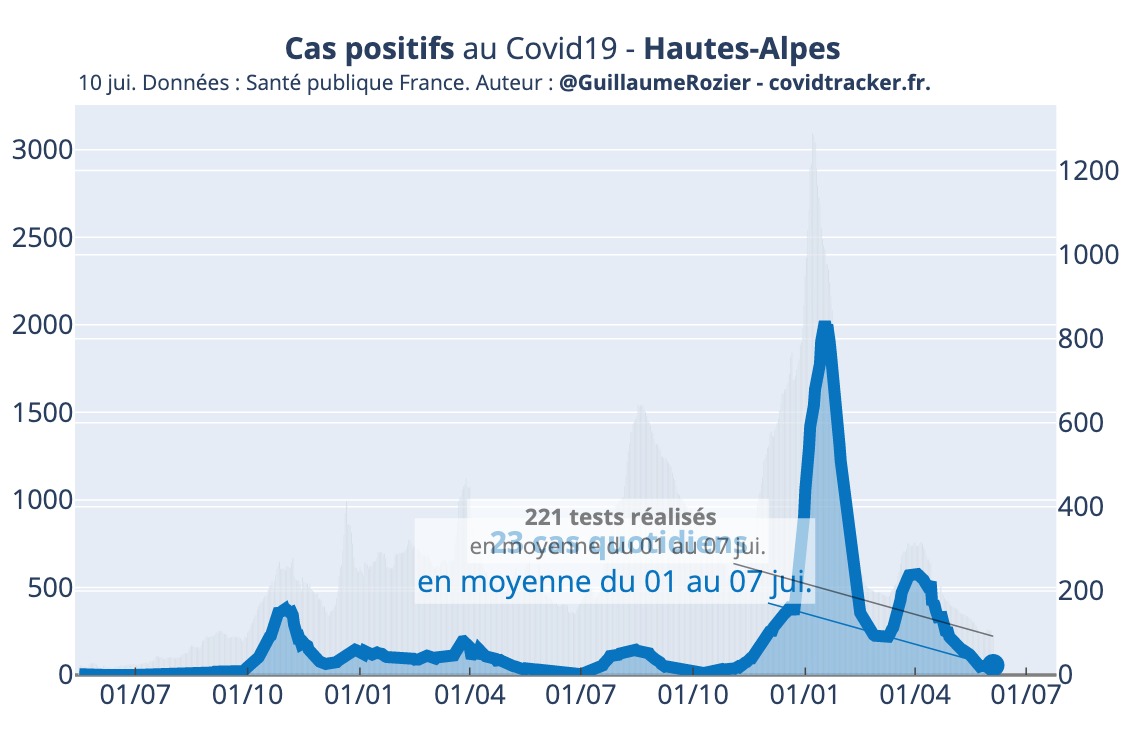 Cas positifs au Covid19 - Hautes-Alpes
10 jui. Données : Santé publique France. Auteur : @GuillaumeRozier - covidtracker.fr.
3000
2500
2000
1500
1000
500
0
1200
1000
800
600
400
200
0
221 tests réalisés
en moyenne du 01 au 07 jui.
23 cas quotidiens
en moyenne du 01 au 07 jui.
01/07 01/10 01/01 01/04 01/07 01/10 01/01 01/04 01/07